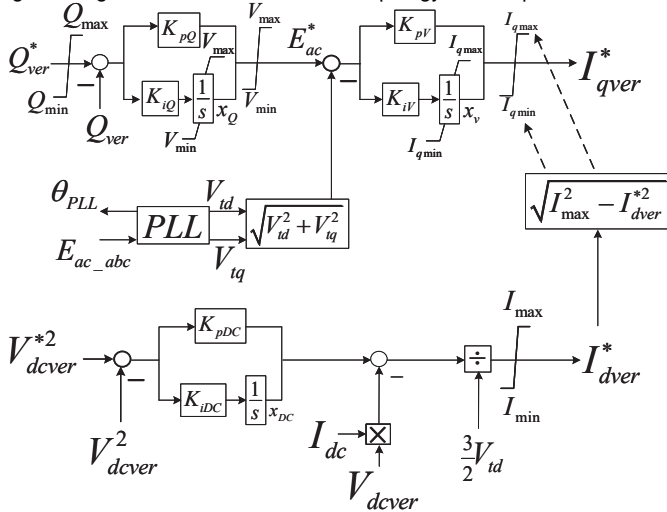 Q*ver
Qmax
Qmin
Qver
KpQ
KiQ
1/s
xQ
Vmax
Vmin
Vmax
Vmin
E*ac
KpV
KiV
1/s
xv
Iqmax
Iqmin
Iqmax
Iqmin
I*qver
θPLL
Eac_abc
PLL
Vtd
Vtq
√(V²td + V²tq)
√(I²max − I*²dver)
V*²dcver
V²dcver
KpDC
KiDC
1/s
xDC
Idc
×
Vdcver
÷
3/2 Vtd
Imax
Imin
I*dver